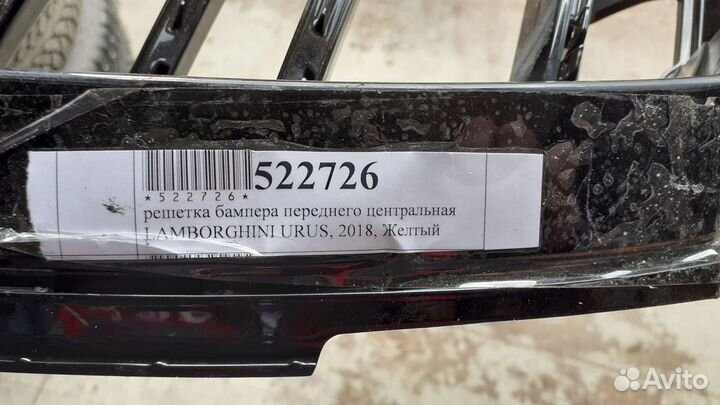 522726
*522726*
решетка бампера переднего центральная
LAMBORGHINI URUS, 2018, Желтый
Avito